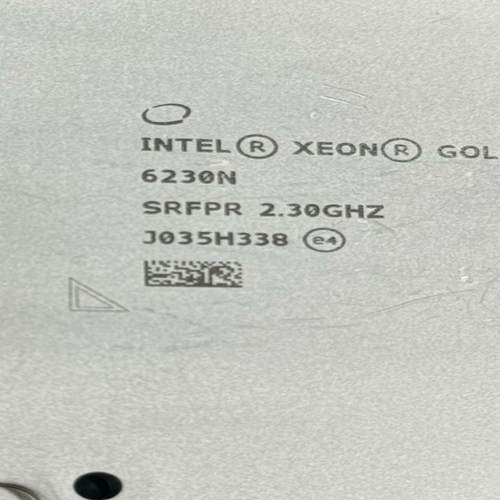 INTEL® XEON® GOL
6230N
SRFPR 2.30GHZ
J035H338 e4